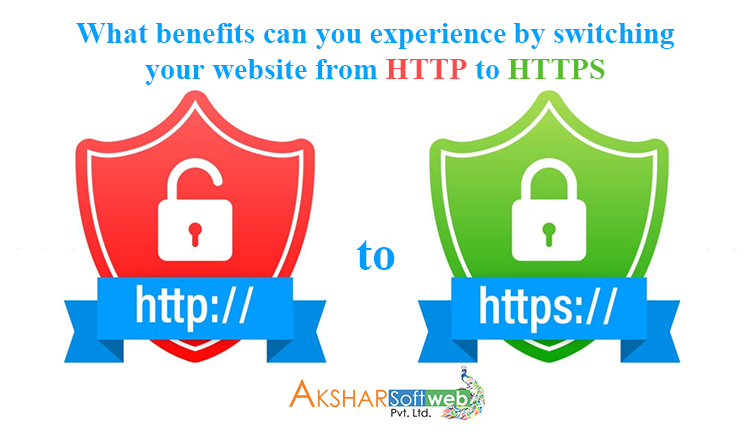 What benefits can you experience by switching
your website from HTTP to HTTPS
http://
to
https://
AKSHARSoftweb
Pvt. Ltd.